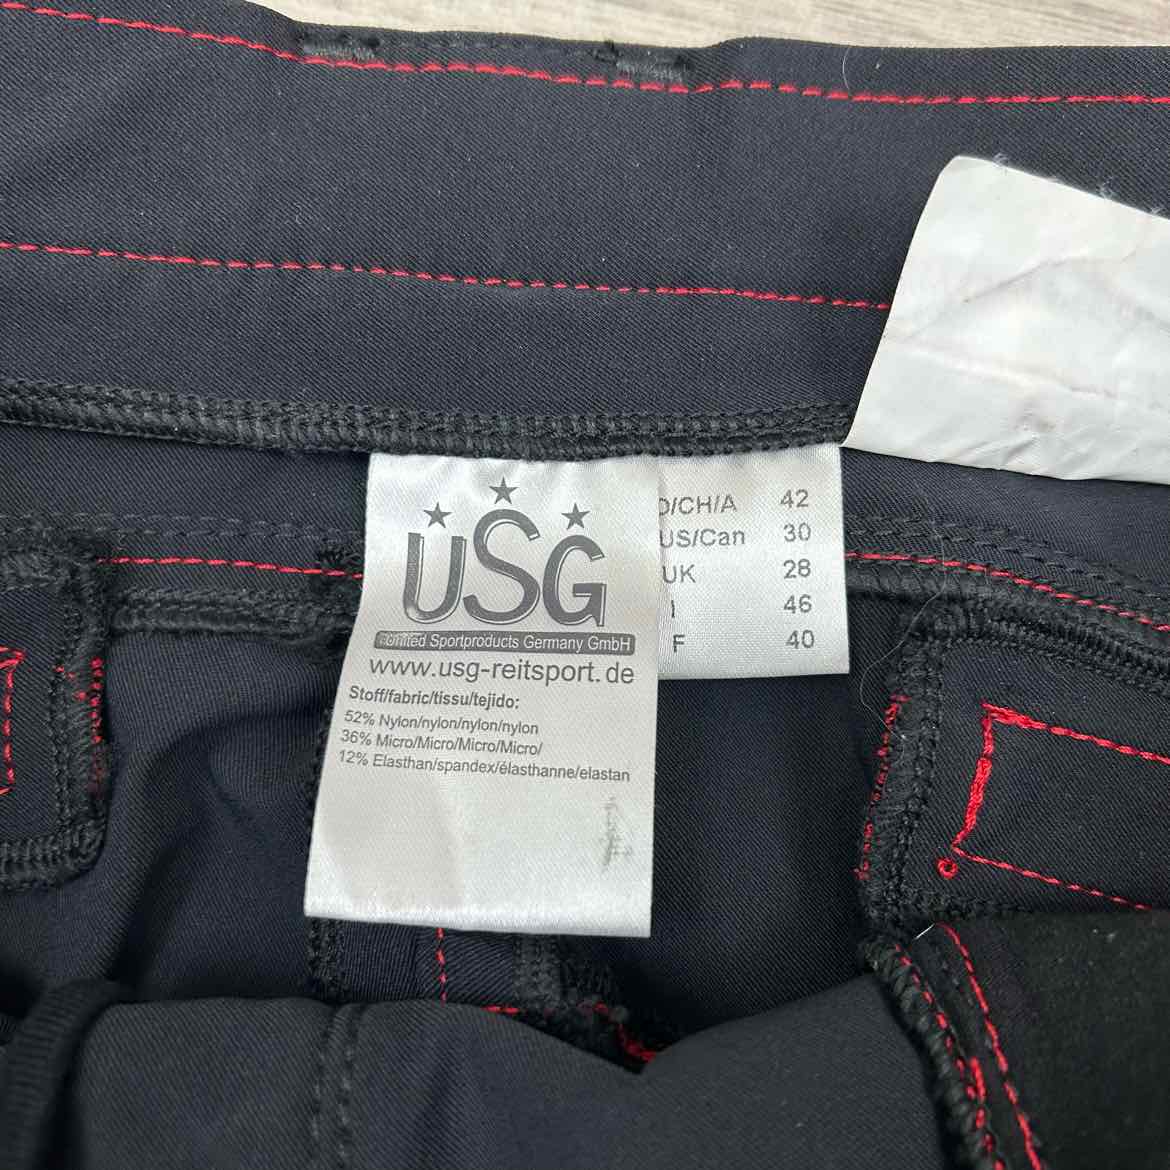 USG
United Sportproducts Germany GmbH
www.usg-reitsport.de
Stoff/fabric/tissu/tejido:
52% Nylon/nylon/nylon/nylon
36% Micro/Micro/Micro/Micro/
12% Elasthan/spandex/élasthanne/elastan
D/CH/A 42
US/Can 30
UK 28
I 46
F 40